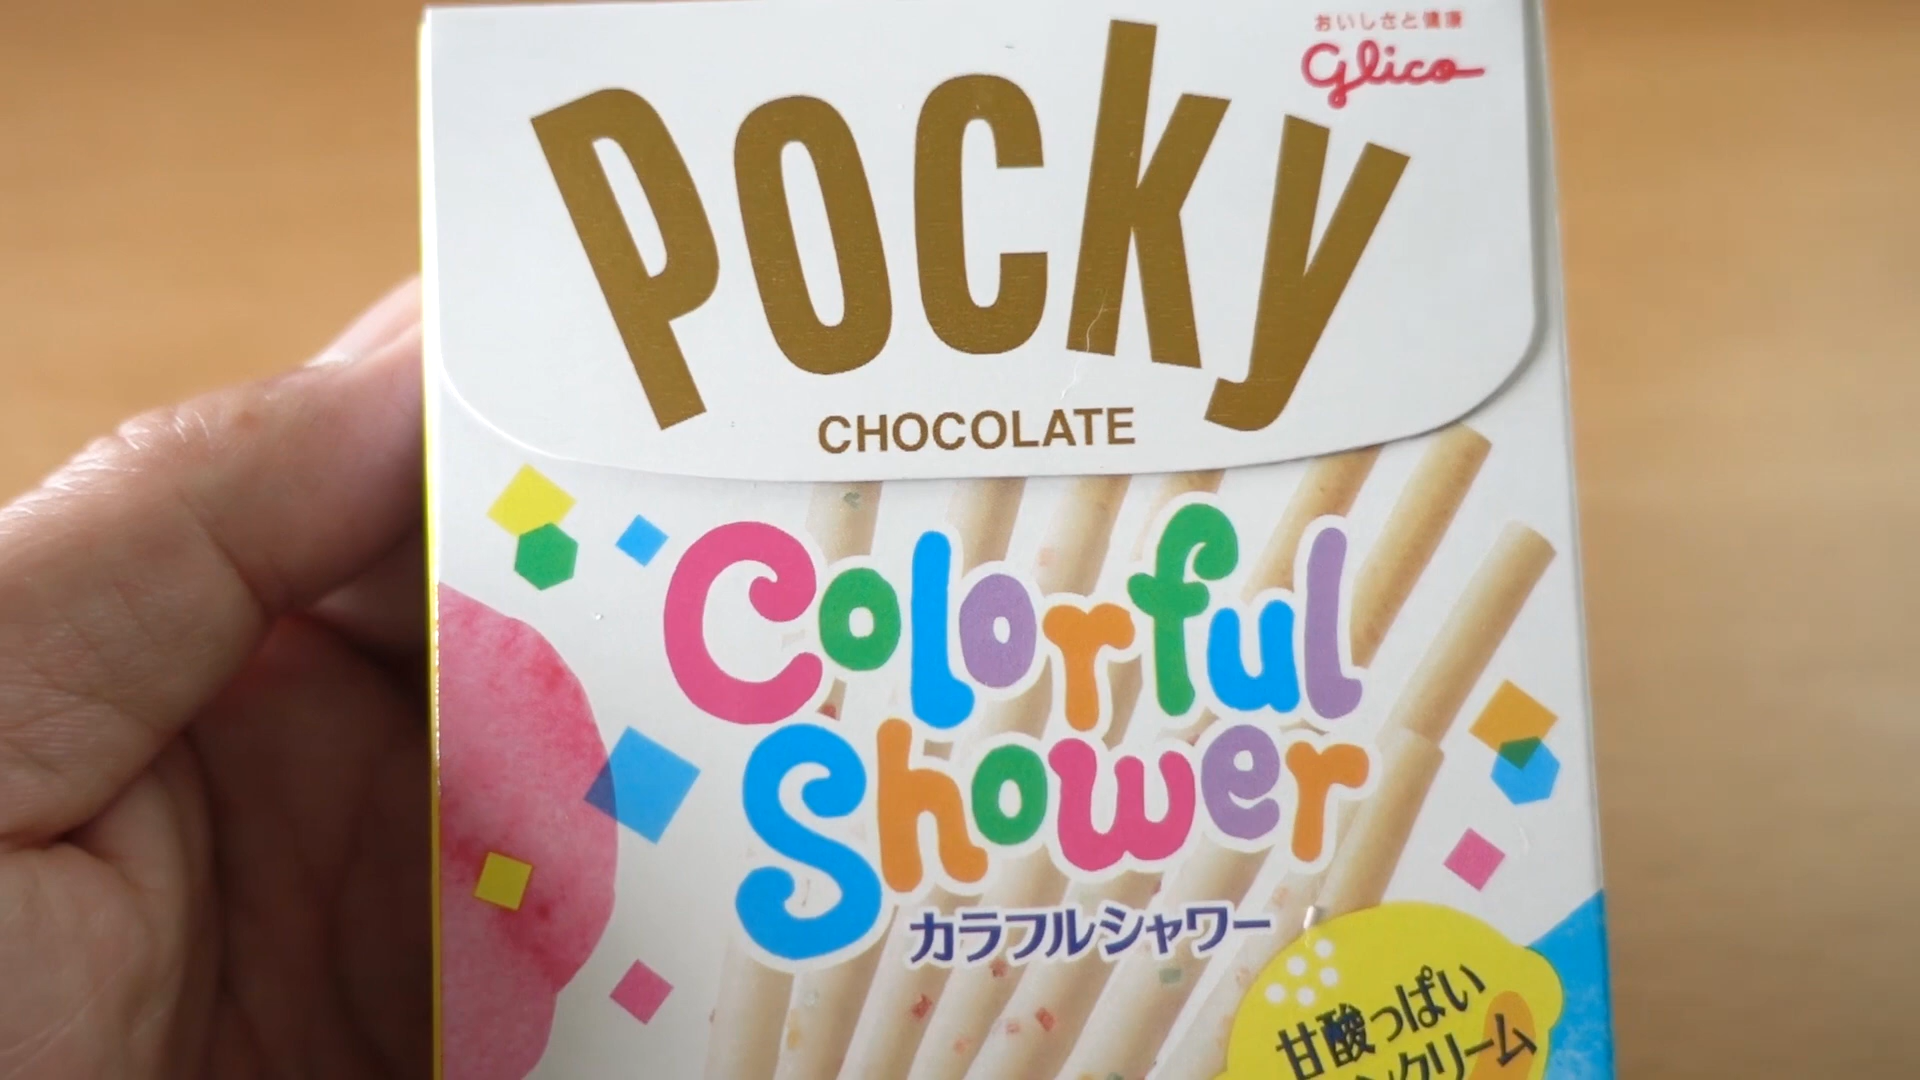 おいしさと健康
Glico
Pocky
CHOCOLATE
Colorful
Shower
カラフルシャワー
甘酸っぱい
クリーム